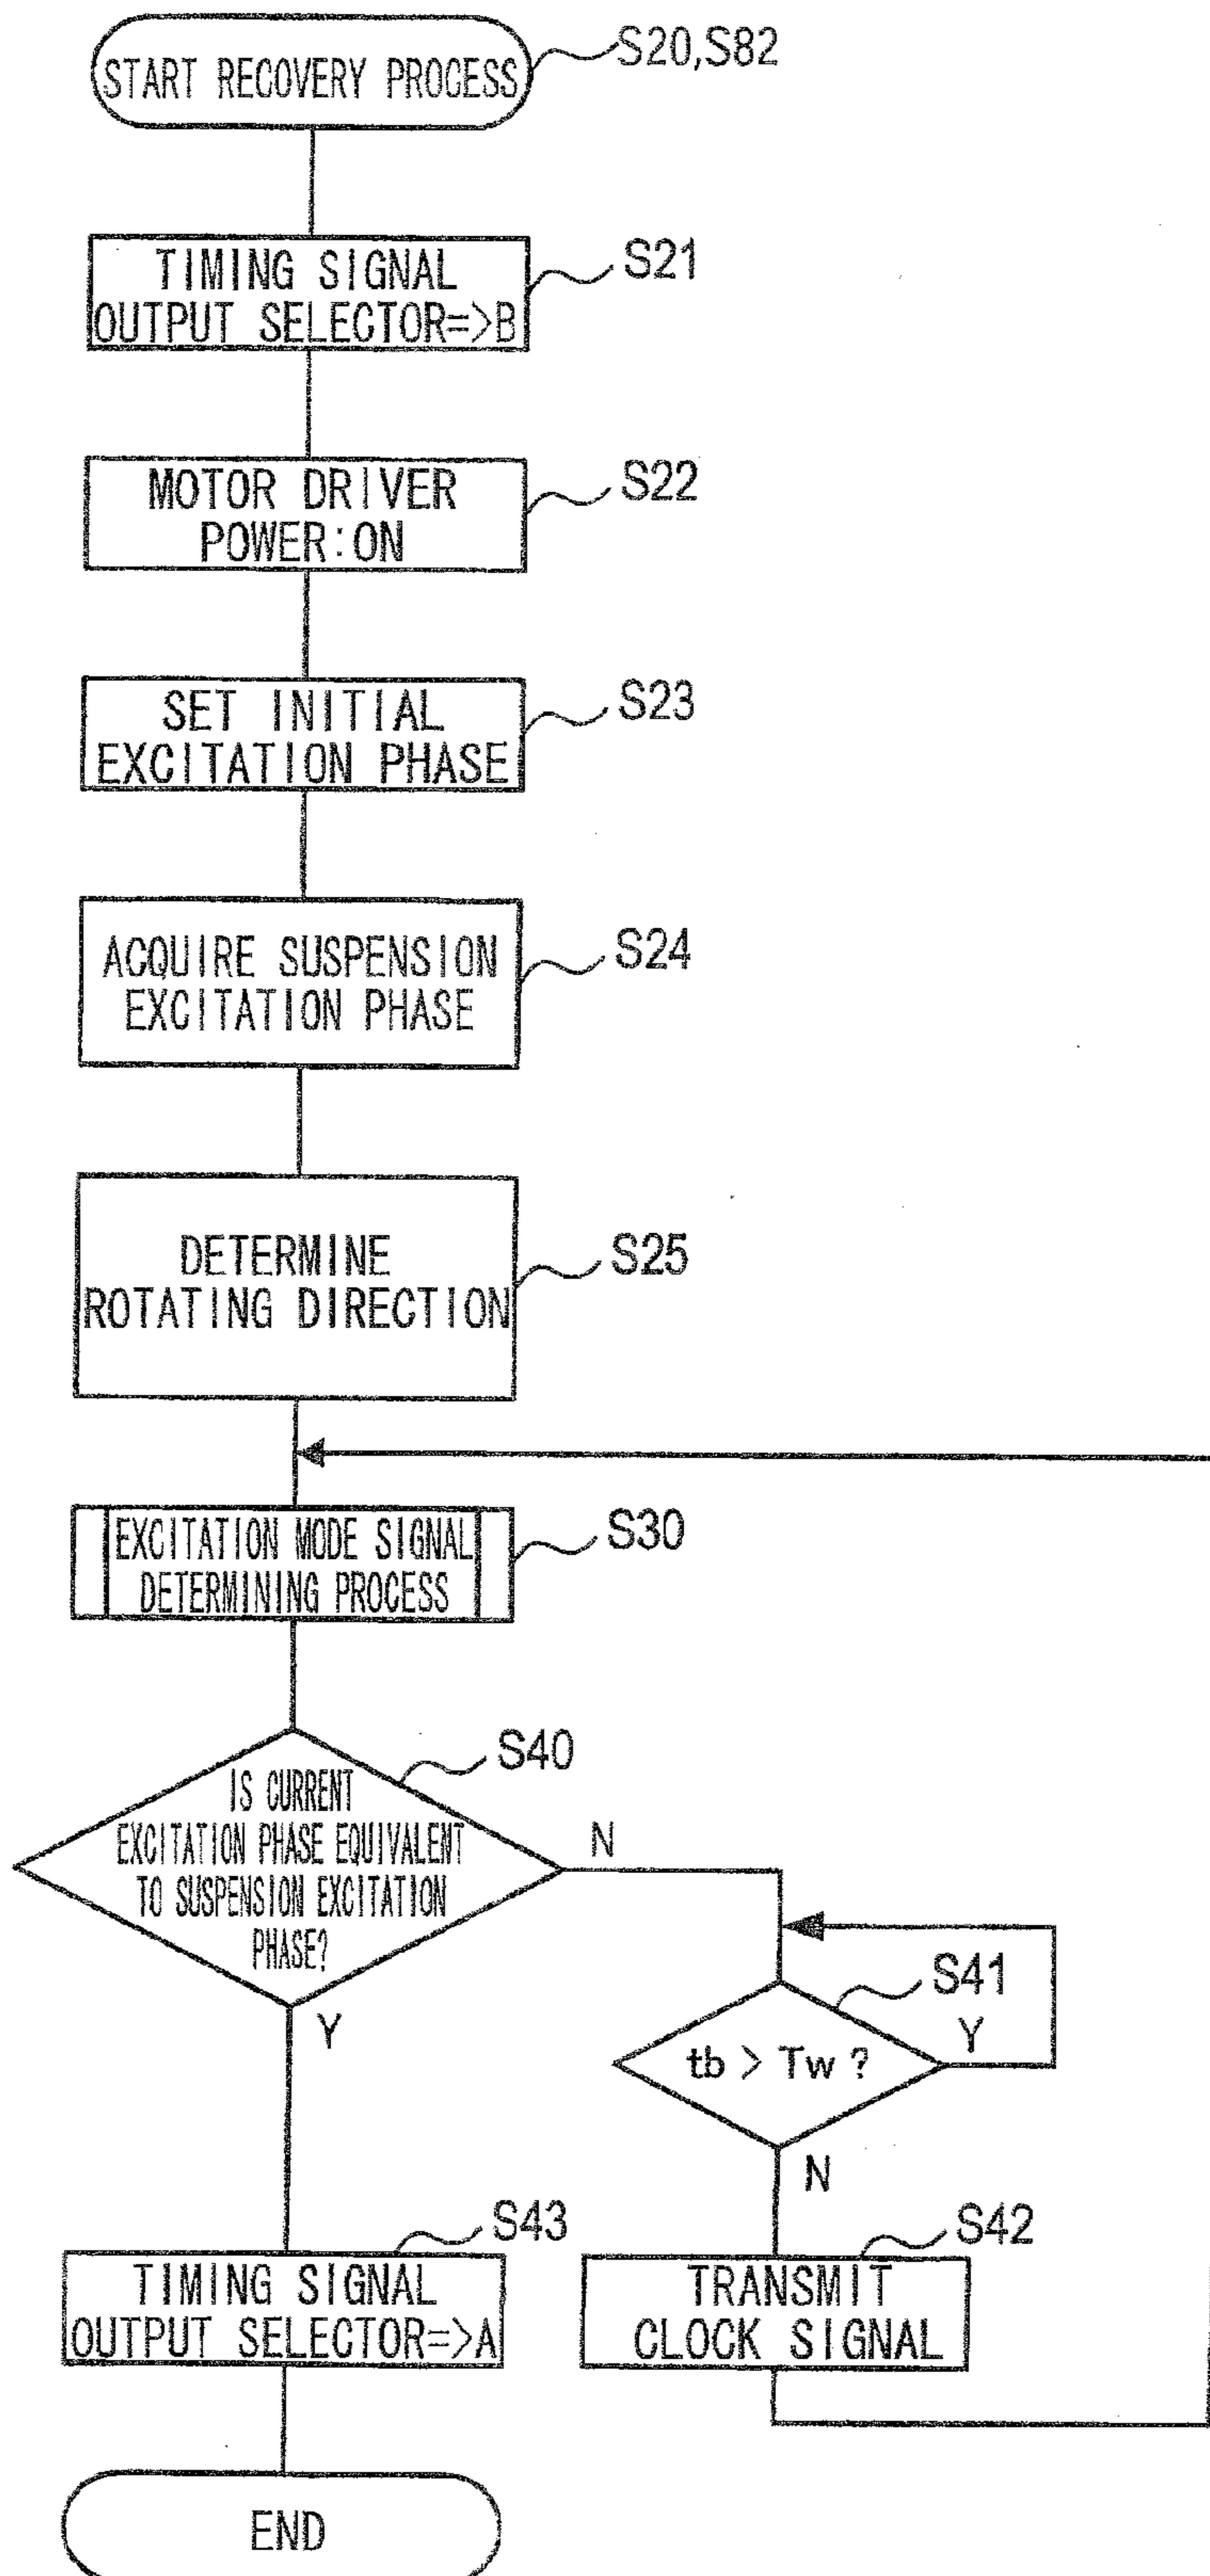 START RECOVERY PROCESS
S20,S82
TIMING SIGNAL
OUTPUT SELECTOR=>B
S21
MOTOR DRIVER
POWER:ON
S22
SET INITIAL
EXCITATION PHASE
S23
ACQUIRE SUSPENSION
EXCITATION PHASE
S24
DETERMINE
ROTATING DIRECTION
S25
EXCITATION MODE SIGNAL
DETERMINING PROCESS
S30
IS CURRENT
EXCITATION PHASE EQUIVALENT
TO SUSPENSION EXCITATION
PHASE?
S40
N
Y
tb > Tw ?
S41
Y
N
TIMING SIGNAL
OUTPUT SELECTOR=>A
S43
TRANSMIT
CLOCK SIGNAL
S42
END